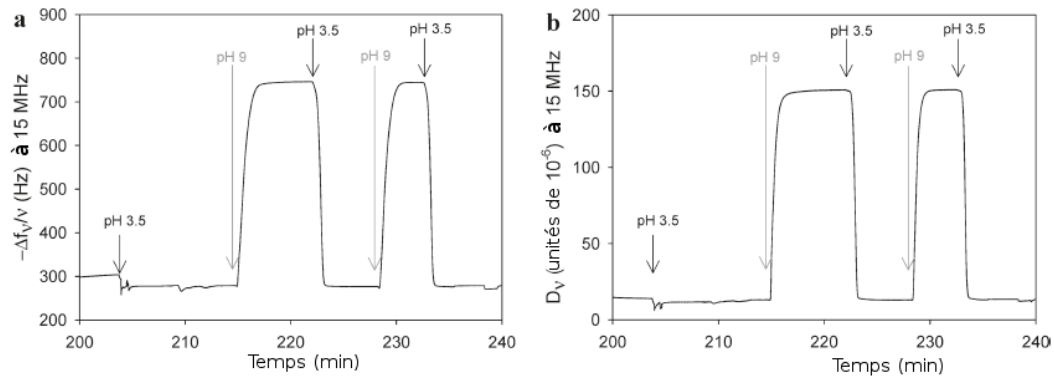 a
−Δfν/ν (Hz) à 15 MHz
900
800
700
600
500
400
300
200
pH 3.5
pH 9
pH 3.5
pH 9
pH 3.5
200 210 220 230 240
Temps (min)
b
Dν (unités de 10⁻⁶) à 15 MHz
200
150
100
50
0
pH 3.5
pH 9
pH 3.5
pH 9
pH 3.5
200 210 220 230 240
Temps (min)